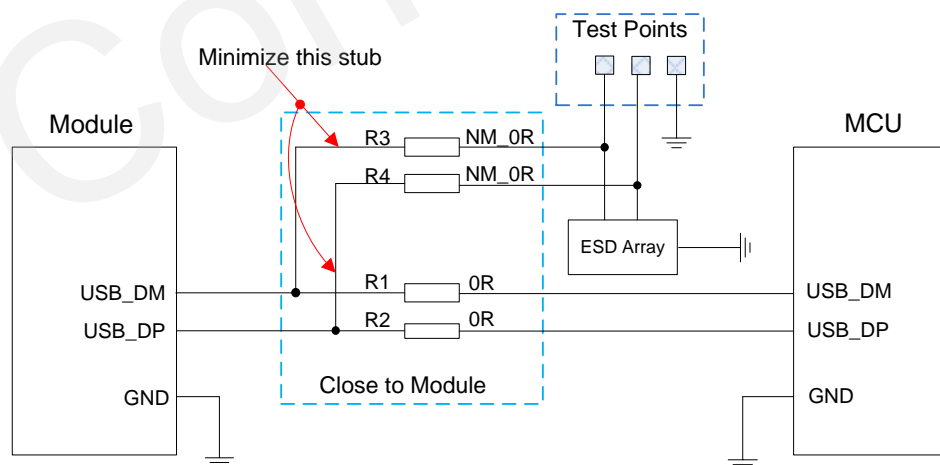 Test Points
Minimize this stub
Module
MCU
R3
NM_0R
R4
NM_0R
ESD Array
USB_DM
R1
0R
USB_DM
USB_DP
R2
0R
USB_DP
Close to Module
GND
GND